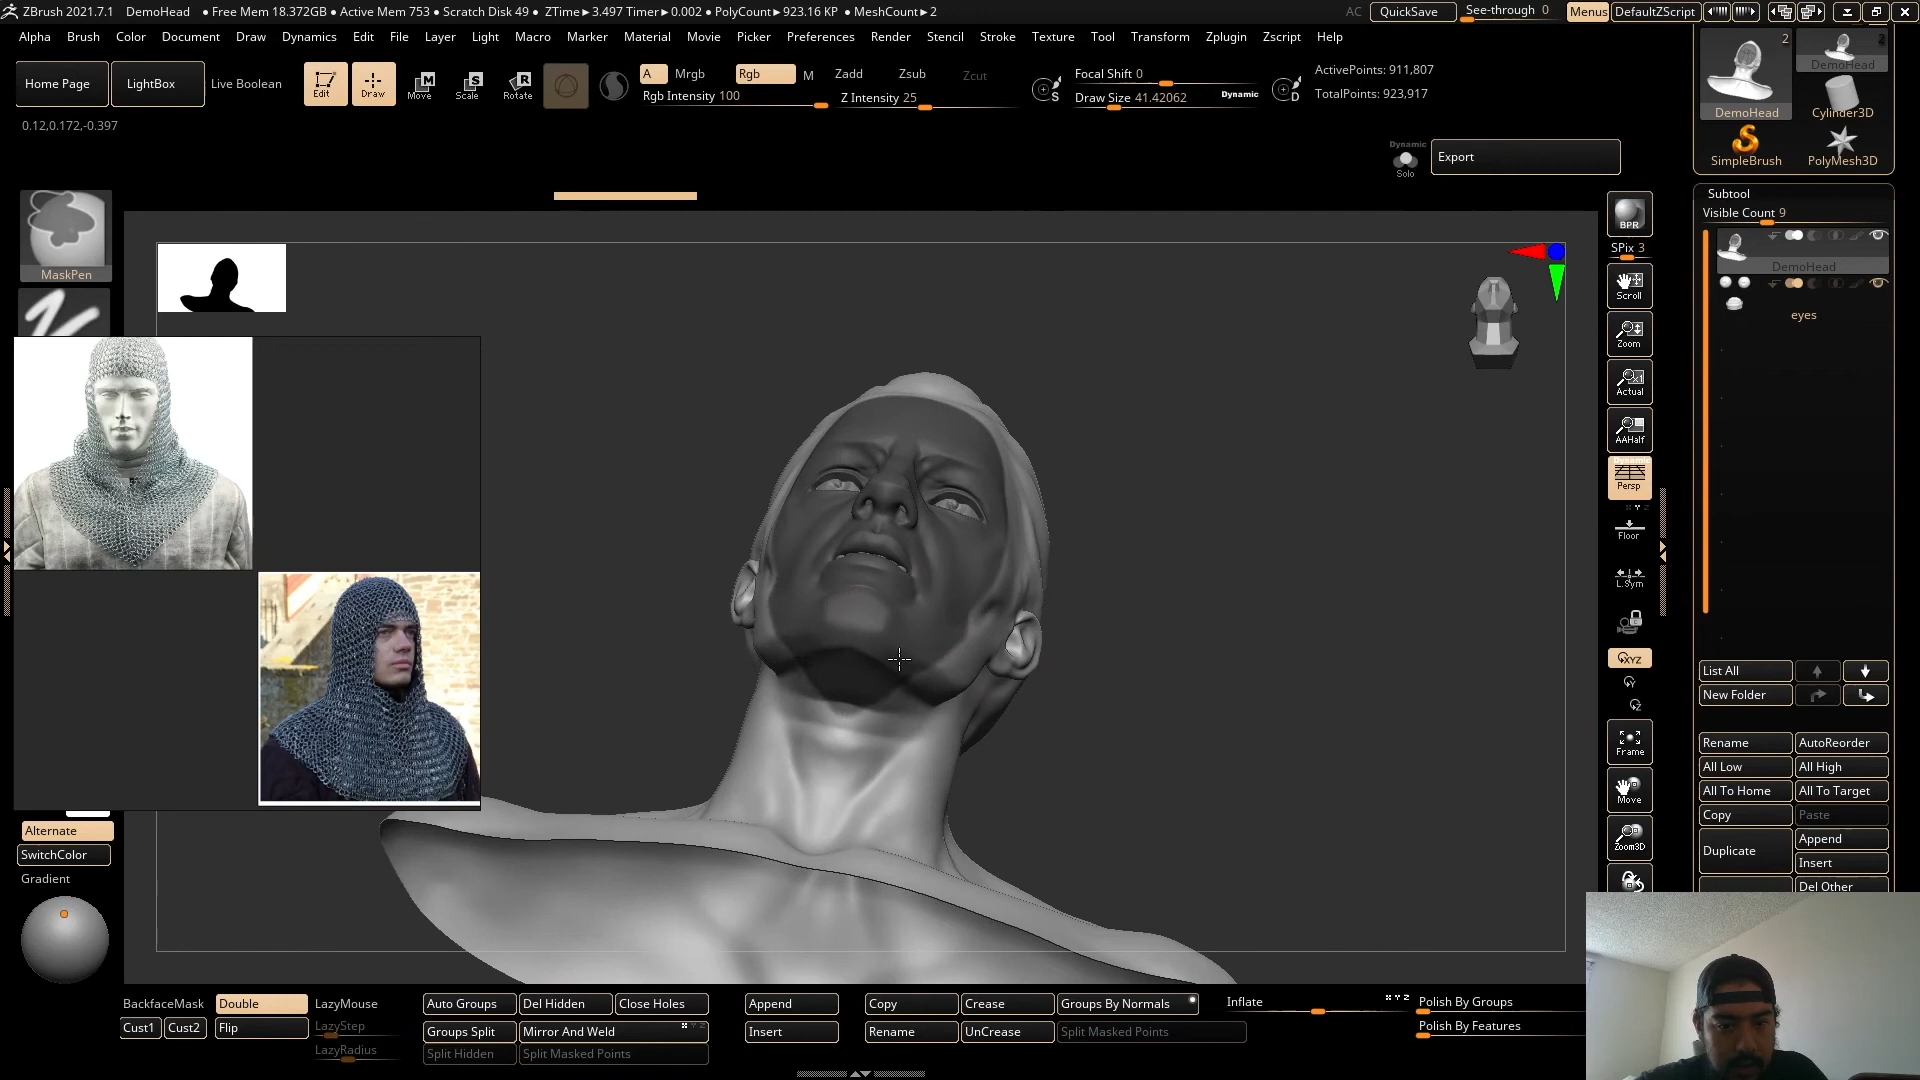 ZBrush 2021.7.1 DemoHead ● Free Mem 18.372GB ● Active Mem 753 ● Scratch Disk 49 ● ZTime►3.497 Timer►0.002 ● PolyCount►923.16 KP ● MeshCount►2 AC QuickSave See-through 0 Menus DefaultZScript
Alpha Brush Color Document Draw Dynamics Edit File Layer Light Macro Marker Material Movie Picker Preferences Render Stencil Stroke Texture Tool Transform Zplugin Zscript Help
Home Page LightBox Live Boolean Edit Draw Move Scale Rotate A Mrgb Rgb M Zadd Zsub Zcut
Rgb Intensity 100 Z Intensity 25
Focal Shift 0
Draw Size 41.42062 Dynamic
S D
ActivePoints: 911,807
TotalPoints: 923,917
2 DemoHead
DemoHead Cylinder3D
SimpleBrush PolyMesh3D
0.12,0.172,-0.397
Dynamic
Solo
Export
Subtool
Visible Count 9
DemoHead
eyes
MaskPen
BPR
SPix 3
Scroll
Zoom
Actual
AAHalf
Dynamic
Persp
Floor
L.Sym
XYZ
Y
Z
Frame
Move
Zoom3D
List All
New Folder
Rename AutoReorder
All Low All High
All To Home All To Target
Copy Paste
Duplicate Append
Insert
Del Other
Alternate
SwitchColor
Gradient
BackfaceMask Double LazyMouse
Cust1 Cust2 Flip LazyStep
LazyRadius
Auto Groups Del Hidden Close Holes
Groups Split Mirror And Weld
Split Hidden Split Masked Points
Append
Insert
Copy Crease Groups By Normals
Rename UnCrease Split Masked Points
Inflate
Polish By Groups
Polish By Features